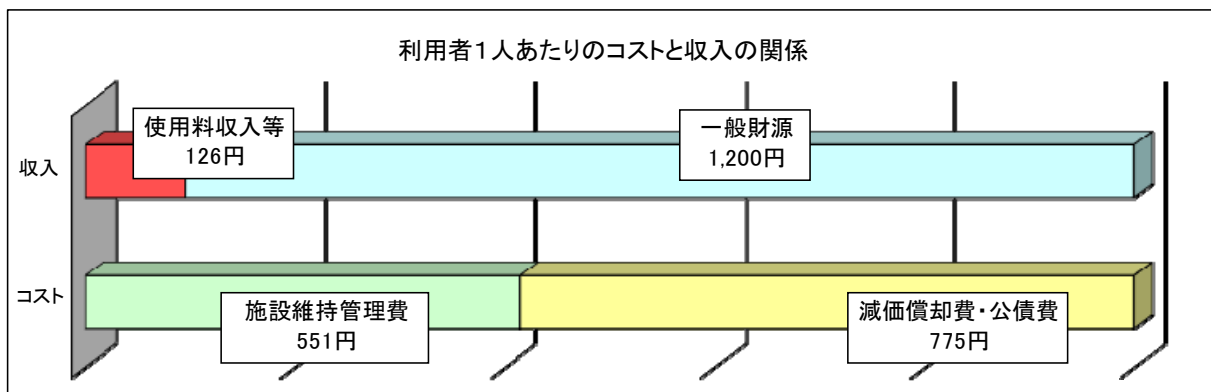 利用者1人あたりのコストと収入の関係
収入
使用料収入等
126円
一般財源
1,200円
コスト
施設維持管理費
551円
減価償却費・公債費
775円